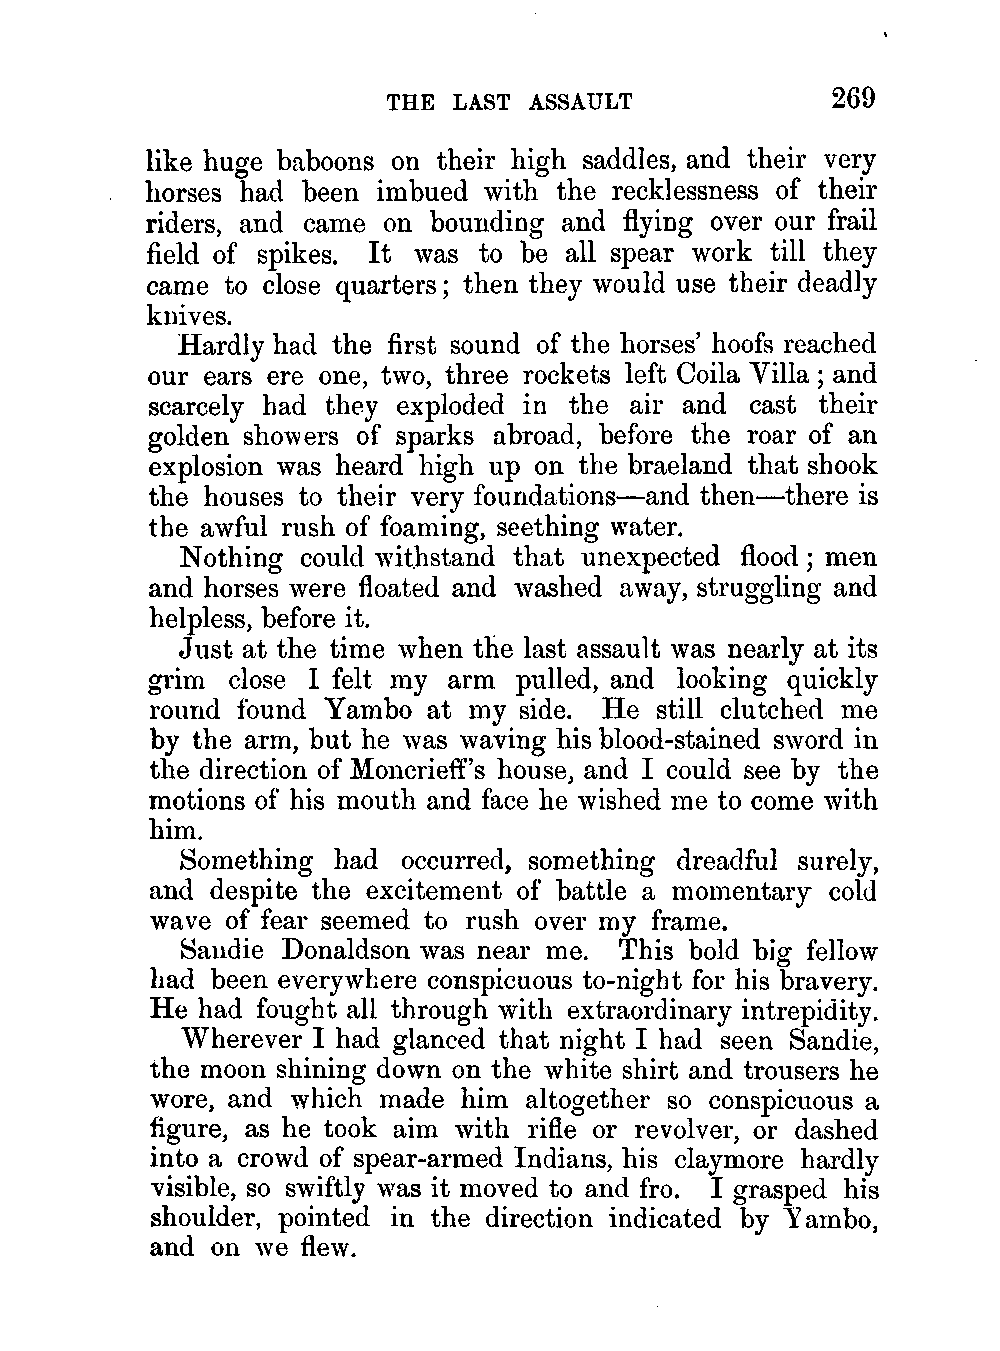 THE LAST ASSAULT 269
like huge baboons on their high saddles, and their very
horses had been imbued with the recklessness of their
riders, and came on bounding and flying over our frail
field of spikes. It was to be all spear work till they
came to close quarters; then they would use their deadly
knives.
Hardly had the first sound of the horses' hoofs reached
our ears ere one, two, three rockets left Coila Villa; and
scarcely had they exploded in the air and cast their
golden showers of sparks abroad, before the roar of an
explosion was heard high up on the braeland that shook
the houses to their very foundations—and then—there is
the awful rush of foaming, seething water.
Nothing could withstand that unexpected flood; men
and horses were floated and washed away, struggling and
helpless, before it.
Just at the time when the last assault was nearly at its
grim close I felt my arm pulled, and looking quickly
round found Yambo at my side. He still clutched me
by the arm, but he was waving his blood-stained sword in
the direction of Moncrieff's house, and I could see by the
motions of his mouth and face he wished me to come with
him.
Something had occurred, something dreadful surely,
and despite the excitement of battle a momentary cold
wave of fear seemed to rush over my frame.
Sandie Donaldson was near me. This bold big fellow
had been everywhere conspicuous to-night for his bravery.
He had fought all through with extraordinary intrepidity.
Wherever I had glanced that night I had seen Sandie,
the moon shining down on the white shirt and trousers he
wore, and which made him altogether so conspicuous a
figure, as he took aim with rifle or revolver, or dashed
into a crowd of spear-armed Indians, his claymore hardly
visible, so swiftly was it moved to and fro. I grasped his
shoulder, pointed in the direction indicated by Yambo,
and on we flew.